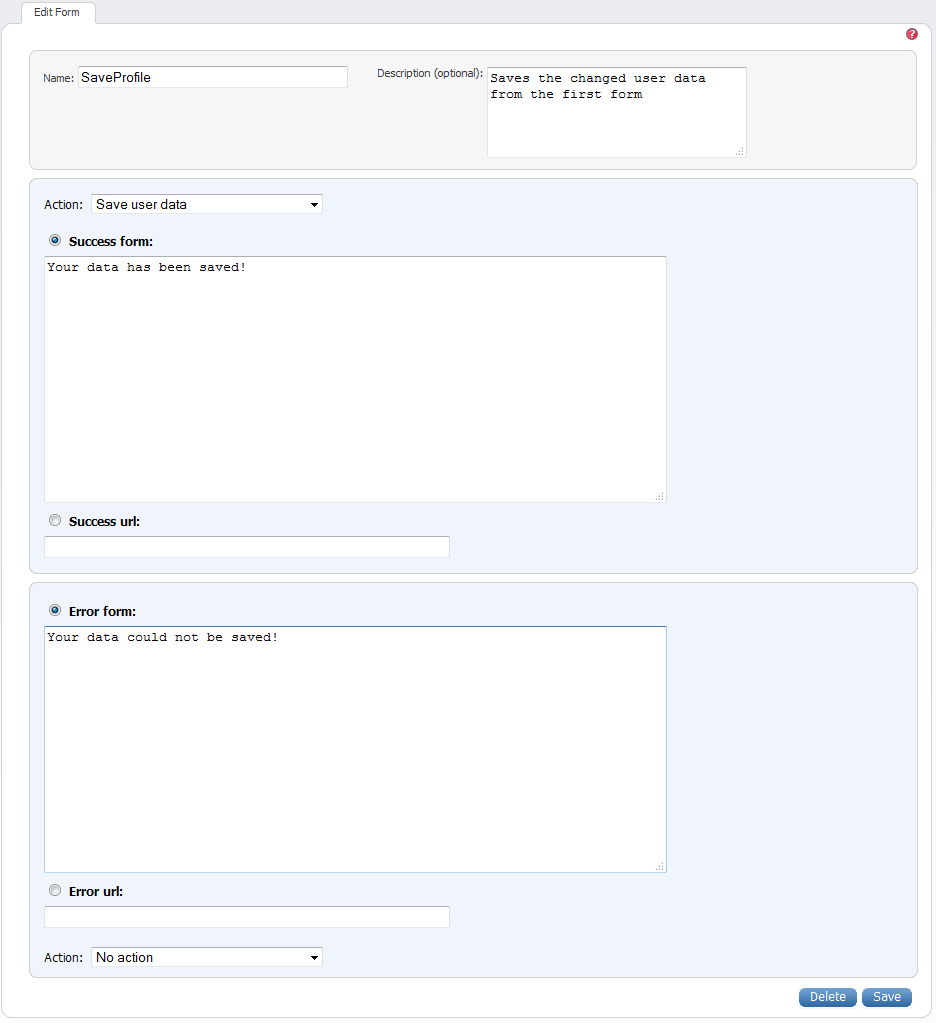 Edit Form
?
Name: SaveProfile
Description (optional): Saves the changed user data
from the first form
Action: Save user data
Success form:
Your data has been saved!
Success url:
Error form:
Your data could not be saved!
Error url:
Action: No action
Delete Save